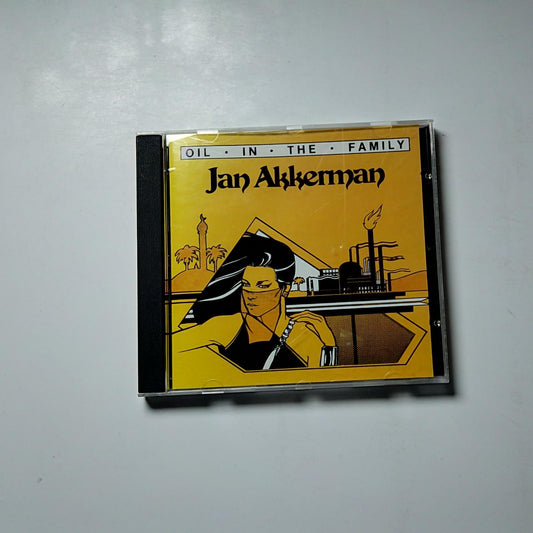 OIL · IN · THE · FAMILY
Jan Akkerman